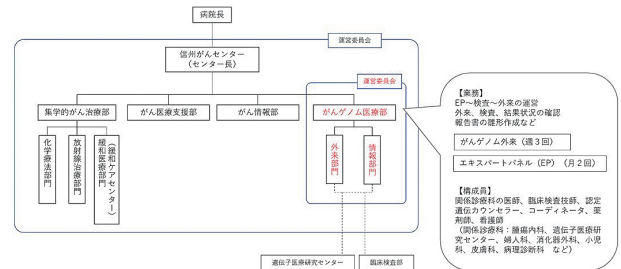 病院長
運営委員会
信州がんセンター
（センター長）
運営委員会
集学的がん治療部
がん医療支援部
がん情報部
がんゲノム医療部
化学療法部門
放射線治療部門
緩和医療部門
（緩和ケアセンター）
外来部門
情報部門
遺伝子医療研究センター
臨床検査部
【業務】
EP～検査～外来の運営
外来、検査、結果状況の確認
報告書の雛形作成など
がんゲノム外来（週３回）
エキスパートパネル（EP）（月２回）
【構成員】
関係診療科の医師、臨床検査技師、認定
遺伝カウンセラー、コーディネータ、薬
剤師、看護師
（関係診療科：腫瘍内科、遺伝子医療研
究センター、婦人科、消化器外科、小児
科、皮膚科、病理診断科　など）